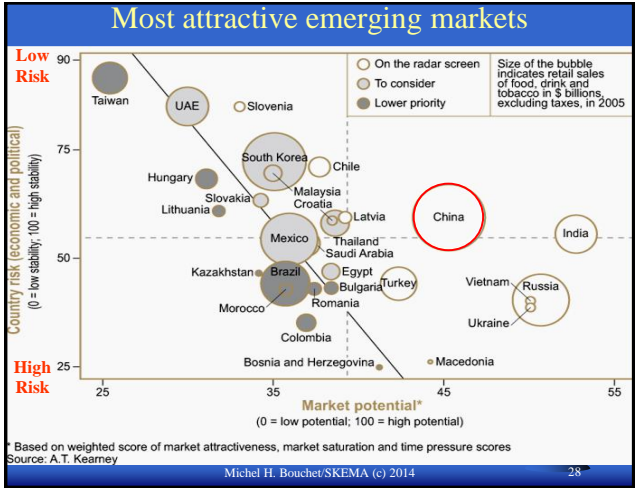 Most attractive emerging markets
Low
Risk
High
Risk
Country risk (economic and political)
(0 = low stability; 100 = high stability)
90
75
50
25
On the radar screen
To consider
Lower priority
Size of the bubble
indicates retail sales
of food, drink and
tobacco in $ billions,
excluding taxes, in 2005
Taiwan
UAE
Slovenia
South Korea
Chile
Hungary
Malaysia
Slovakia
Croatia
Lithuania
Latvia
China
India
Mexico
Thailand
Saudi Arabia
Kazakhstan
Brazil
Egypt
Turkey
Vietnam
Russia
Bulgaria
Morocco
Romania
Ukraine
Colombia
Bosnia and Herzegovina
Macedonia
25
35
45
55
Market potential*
(0 = low potential; 100 = high potential)
* Based on weighted score of market attractiveness, market saturation and time pressure scores
Source: A.T. Kearney
Michel H. Bouchet/SKEMA (c) 2014
28